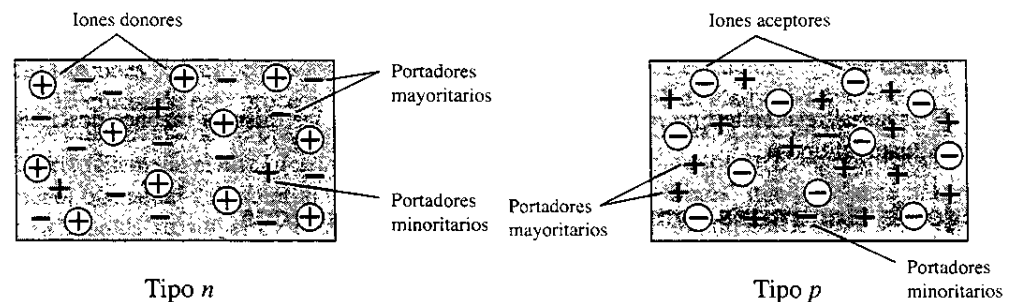 Iones donores
Portadores
mayoritarios
Portadores
minoritarios
Tipo n
Iones aceptores
Portadores
mayoritarios
Portadores
minoritarios
Tipo p